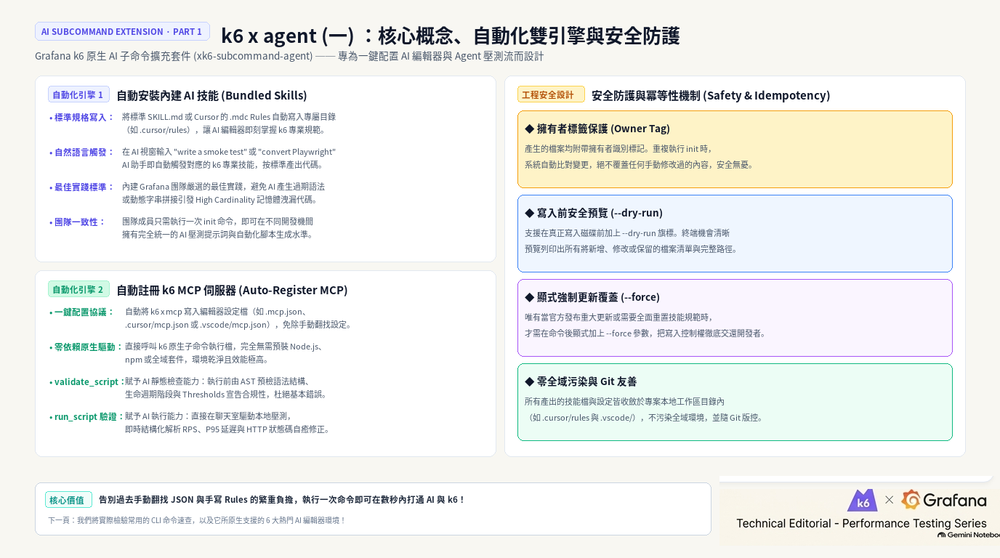 AI SUBCOMMAND EXTENSION · PART 1
k6 x agent (一) ：核心概念、自動化雙引擎與安全防護
Grafana k6 原生 AI 子命令擴充套件 (xk6-subcommand-agent) —— 專為一鍵配置 AI 編輯器與 Agent 壓測流而設計
自動化引擎 1
自動安裝內建 AI 技能 (Bundled Skills)
• 標準規格寫入：
將標準 SKILL.md 或 Cursor 的 .mdc Rules 自動寫入專屬目錄
（如 .cursor/rules），讓 AI 編輯器即刻掌握 k6 專業規範。
• 自然語言觸發：
在 AI 視窗輸入 "write a smoke test" 或 "convert Playwright"
AI 助手即自動觸發對應的 k6 專業技能，按標準產出代碼。
• 最佳實踐標準：
內建 Grafana 團隊嚴選的最佳實踐，避免 AI 產生過期語法
或動態字串拼接引發 High Cardinality 記憶體洩漏代碼。
• 團隊一致性：
團隊成員只需執行一次 init 命令，即可在不同開發機間
擁有完全統一的 AI 壓測提示詞與自動化腳本生成水準。
自動化引擎 2
自動註冊 k6 MCP 伺服器 (Auto-Register MCP)
• 一鍵配置協議：
自動將 k6 x mcp 寫入編輯器設定檔（如 .mcp.json、
.cursor/mcp.json 或 .vscode/mcp.json），免除手動翻找設定。
• 零依賴原生驅動：
直接呼叫 k6 原生子命令執行檔，完全無需預裝 Node.js、
npm 或全域套件，環境乾淨且效能極高。
• validate_script：
賦予 AI 靜態檢查能力：執行前由 AST 預檢語法結構、
生命週期階段與 Thresholds 宣告合規性，杜絕基本錯誤。
• run_script 驗證：
賦予 AI 執行能力：直接在聊天室驅動本地壓測，
即時結構化解析 RPS、P95 延遲與 HTTP 狀態碼自癒修正。
工程安全設計
安全防護與冪等性機制 (Safety & Idempotency)
◆ 擁有者標籤保護 (Owner Tag)
產生的檔案均附帶擁有者識別標記。重複執行 init 時，
系統自動比對變更，絕不覆蓋任何手動修改過的內容，安全無憂。
◆ 寫入前安全預覽 (--dry-run)
支援在真正寫入磁碟前加上 --dry-run 旗標。終端機會清晰
預覽列印出所有將新增、修改或保留的檔案清單與完整路徑。
◆ 顯式強制更新覆蓋 (--force)
唯有當官方發布重大更新或需要全面重置技能規範時，
才需在命令後顯式加上 --force 參數，把寫入控制權徹底交還開發者。
◆ 零全域污染與 Git 友善
所有產出的技能檔與設定皆收斂於專案本地工作區目錄內
（如 .cursor/rules 與 .vscode/），不污染全域環境，並隨 Git 版控。
核心價值
告別過去手動翻找 JSON 與手寫 Rules 的繁重負擔，執行一次命令即可在數秒內打通 AI 與 k6！
下一頁：我們將實際檢驗常用的 CLI 命令速查，以及它所原生支援的 6 大熱門 AI 編輯器環境！
k6 × Grafana
Technical Editorial - Performance Testing Series
Gemini Noteboo